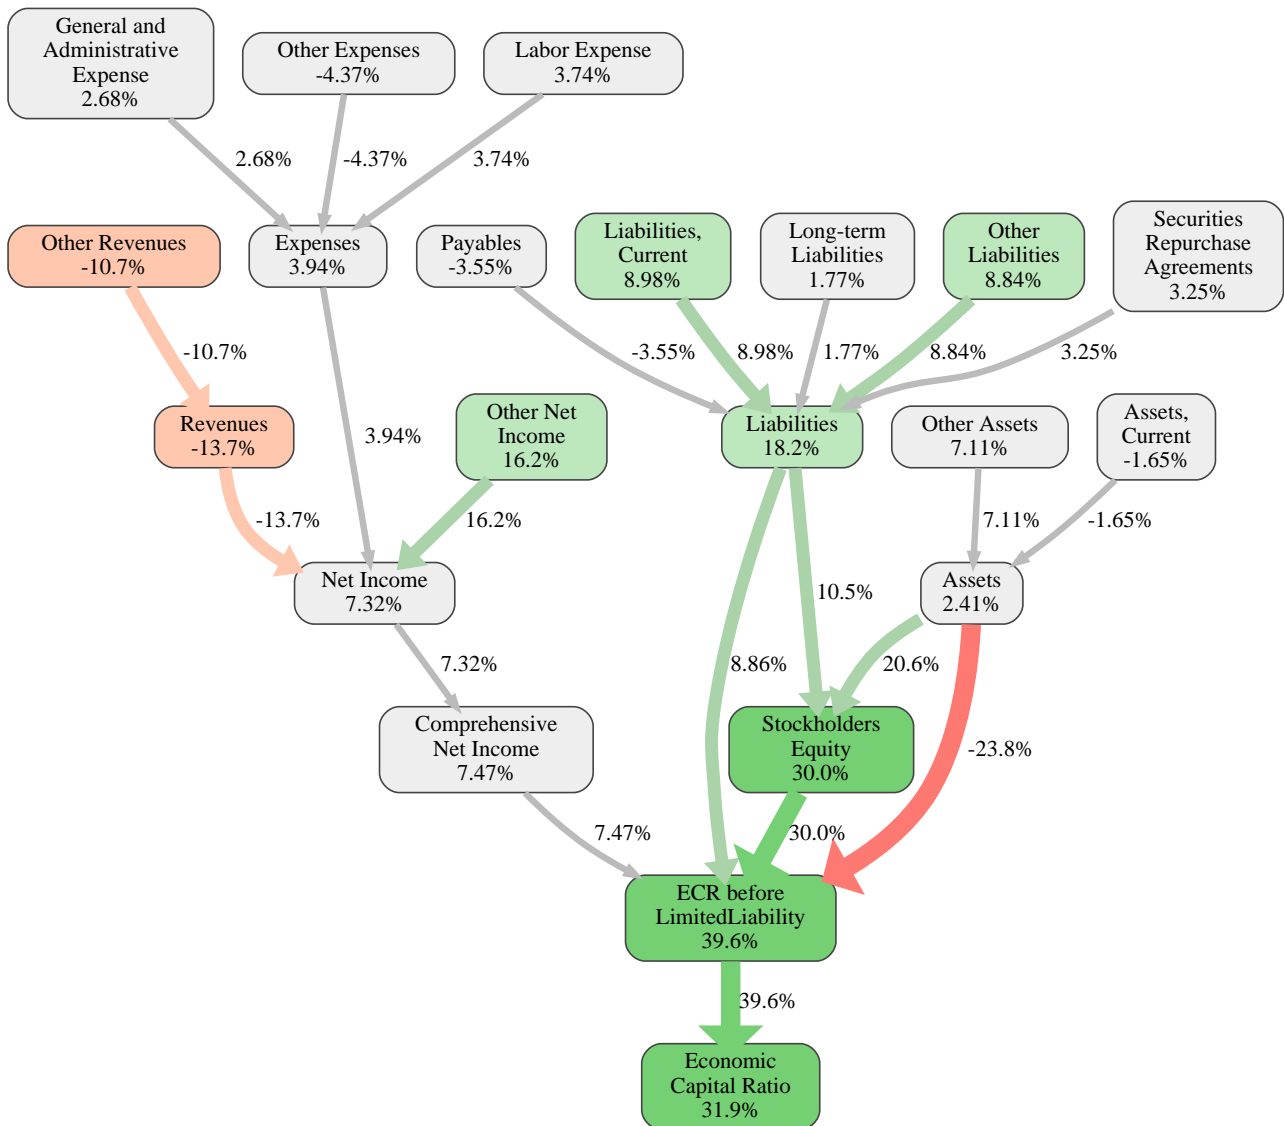 General and
Administrative
Expense
2.68%
Other Expenses
-4.37%
Labor Expense
3.74%
2.68%
-4.37%
3.74%
Other Revenues
-10.7%
Expenses
3.94%
Payables
-3.55%
Liabilities,
Current
8.98%
Long-term
Liabilities
1.77%
Other
Liabilities
8.84%
Securities
Repurchase
Agreements
3.25%
-10.7%
-3.55%
8.98%
1.77%
8.84%
3.25%
Revenues
-13.7%
3.94%
Other Net
Income
16.2%
Liabilities
18.2%
Other Assets
7.11%
Assets,
Current
-1.65%
-13.7%
16.2%
7.11%
-1.65%
Net Income
7.32%
10.5%
Assets
2.41%
7.32%
8.86%
20.6%
Comprehensive
Net Income
7.47%
Stockholders
Equity
30.0%
-23.8%
7.47%
30.0%
ECR before
LimitedLiability
39.6%
39.6%
Economic
Capital Ratio
31.9%